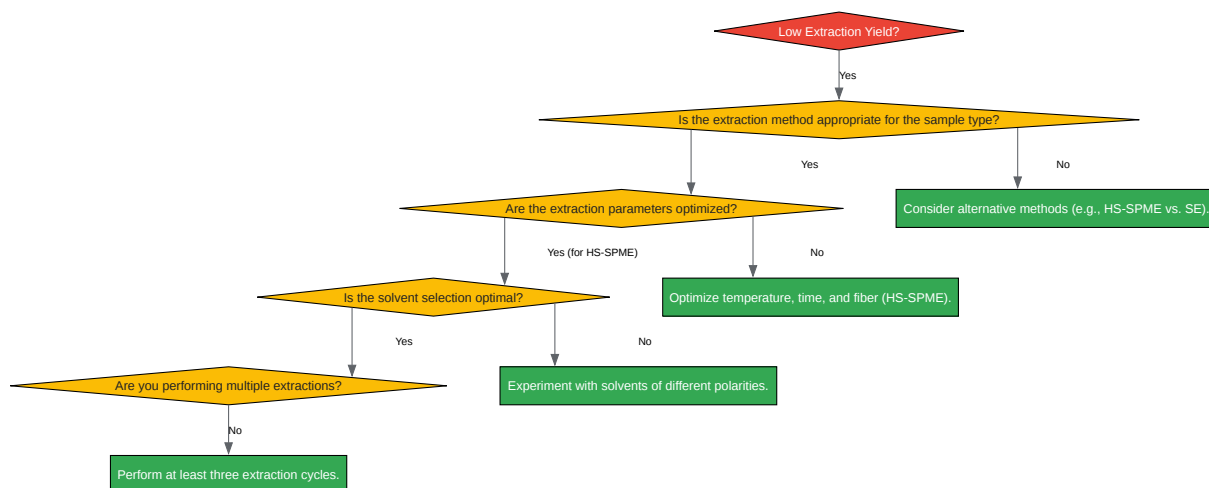 Low Extraction Yield?
Yes
Is the extraction method appropriate for the sample type?
Yes
No
Are the extraction parameters optimized?
Consider alternative methods (e.g., HS-SPME vs. SE).
Yes (for HS-SPME)
No
Is the solvent selection optimal?
Optimize temperature, time, and fiber (HS-SPME).
Yes
No
Are you performing multiple extractions?
Experiment with solvents of different polarities.
No
Perform at least three extraction cycles.